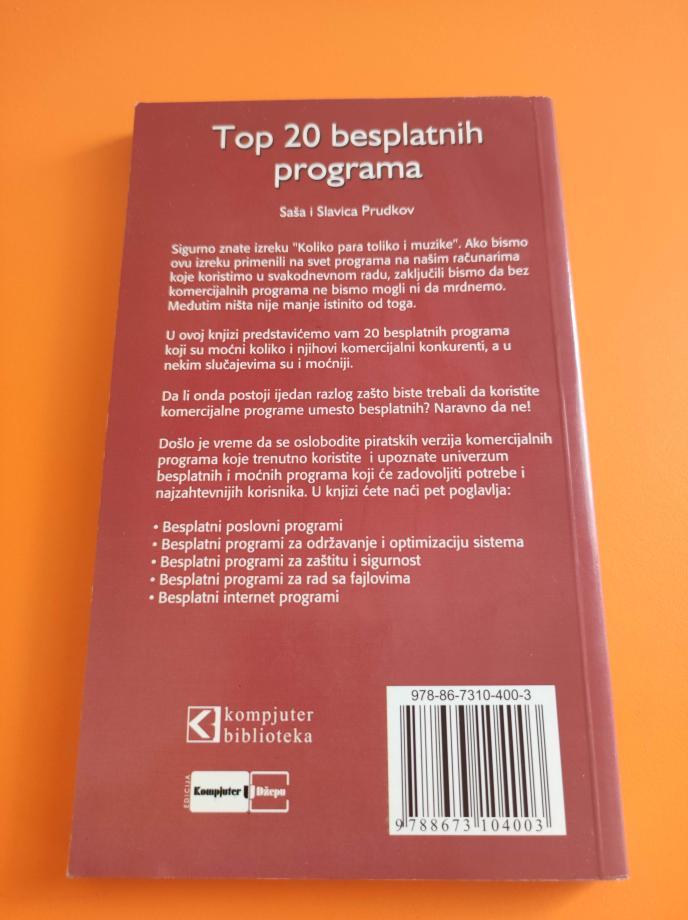 Top 20 besplatnih
programa
Saša i Slavica Prudkov
Sigurno znate izreku "Koliko para toliko i muzike". Ako bismo
ovu izreku primenili na svet programa na našim računarima
koje koristimo u svakodnevnom radu, zaključili bismo da bez
komercijalnih programa ne bismo mogli ni da mrdnemo.
Međutim ništa nije manje istinito od toga.
U ovoj knjizi predstavićemo vam 20 besplatnih programa
koji su moćni koliko i njihovi komercijalni konkurenti, a u
nekim slučajevima su i moćniji.
Da li onda postoji ijedan razlog zašto biste trebali da koristite
komercijalne programe umesto besplatnih? Naravno da ne!
Došlo je vreme da se oslobodite piratskih verzija komercijalnih
programa koje trenutno koristite i upoznate univerzum
besplatnih i moćnih programa koji će zadovoljiti potrebe i
najzahtevnijih korisnika. U knjizi ćete naći pet poglavlja:
• Besplatni poslovni programi
• Besplatni programi za održavanje i optimizaciju sistema
• Besplatni programi za zaštitu i sigurnost
• Besplatni programi za rad sa fajlovima
• Besplatni internet programi
kompjuter
biblioteka
EDICIJA
Kompjuter U Džepu
978-86-7310-400-3
9 788673 104003